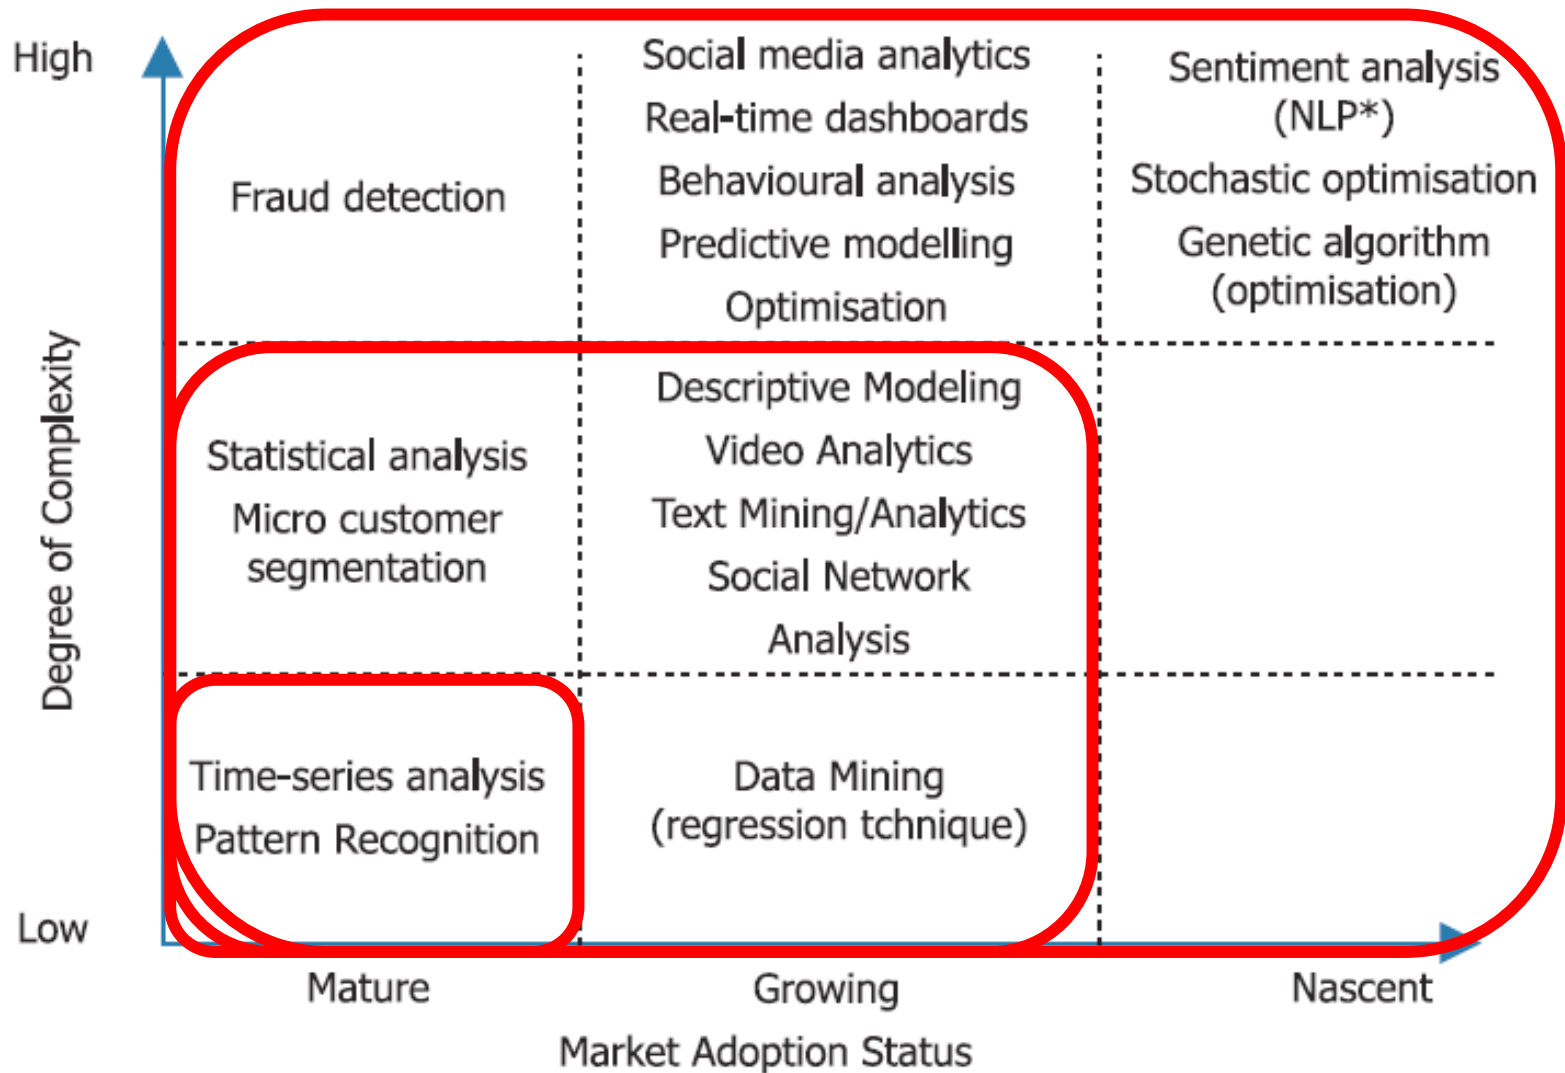 High
Social media analytics
Real-time dashboards
Behavioural analysis
Predictive modelling
Optimisation
Sentiment analysis
(NLP*)
Stochastic optimisation
Genetic algorithm
(optimisation)
Fraud detection
Degree of Complexity
Statistical analysis
Micro customer
segmentation
Descriptive Modeling
Video Analytics
Text Mining/Analytics
Social Network
Analysis
Time-series analysis
Pattern Recognition
Data Mining
(regression tchnique)
Low
Mature
Growing
Nascent
Market Adoption Status